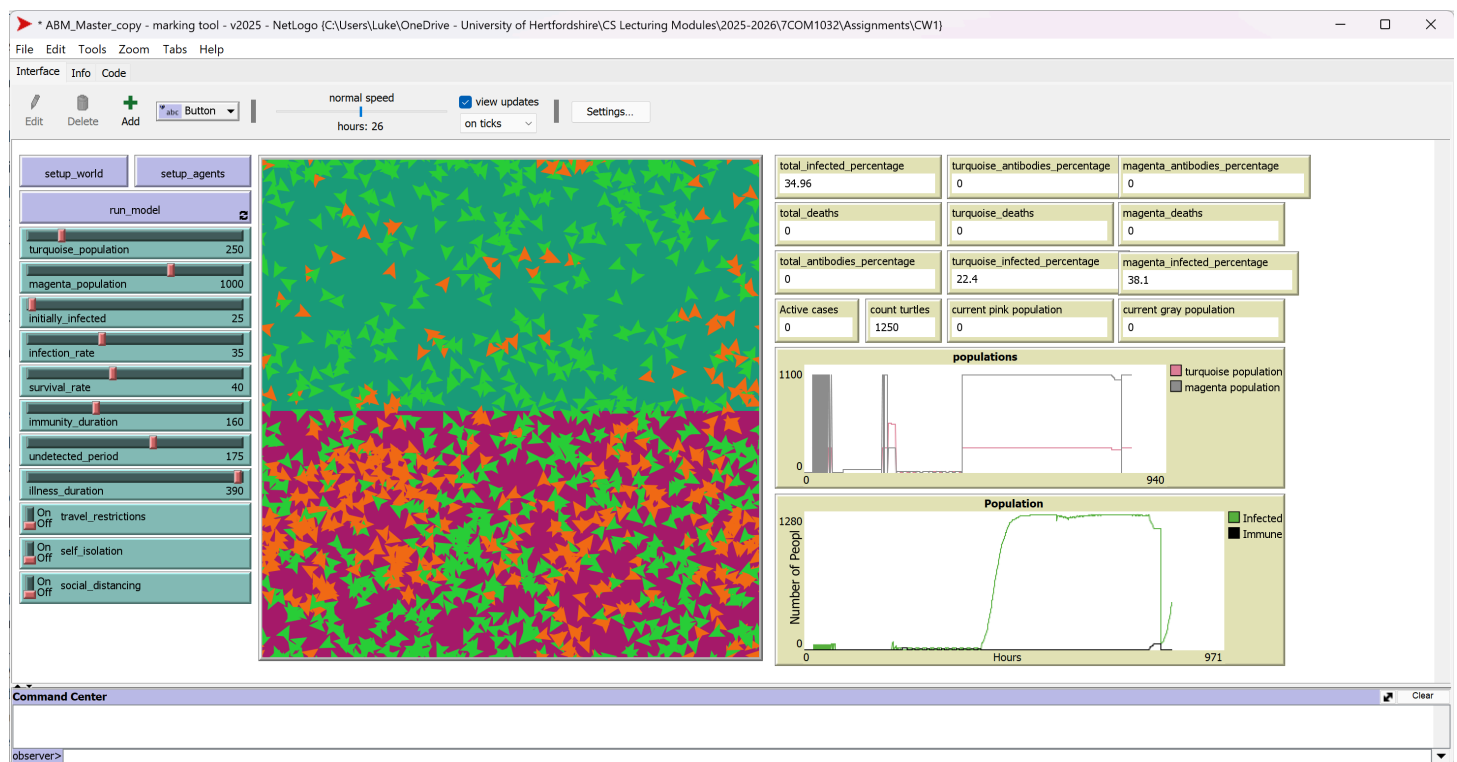 * ABM_Master_copy - marking tool - v2025 - NetLogo {C:\Users\Luke\OneDrive - University of Hertfordshire\CS Lecturing Modules\2025-2026\7COM1032\Assignments\CW1}
File Edit Tools Zoom Tabs Help
Interface Info Code
Edit Delete Add abc Button normal speed hours: 26 view updates on ticks Settings...
setup_world setup_agents
run_model
turquoise_population 250
magenta_population 1000
initially_infected 25
infection_rate 35
survival_rate 40
immunity_duration 160
undetected_period 175
illness_duration 390
On Off travel_restrictions
On Off self_isolation
On Off social_distancing
total_infected_percentage turquoise_antibodies_percentage magenta_antibodies_percentage
34.96 0 0
total_deaths turquoise_deaths magenta_deaths
0 0 0
total_antibodies_percentage turquoise_infected_percentage magenta_infected_percentage
0 22.4 38.1
Active cases count turtles current pink population current gray population
0 1250 0 0
populations
1100
0
0 940
turquoise population
magenta population
Population
Number of Peopl
1280
0
0 Hours 971
Infected
Immune
Command Center Clear
observer>